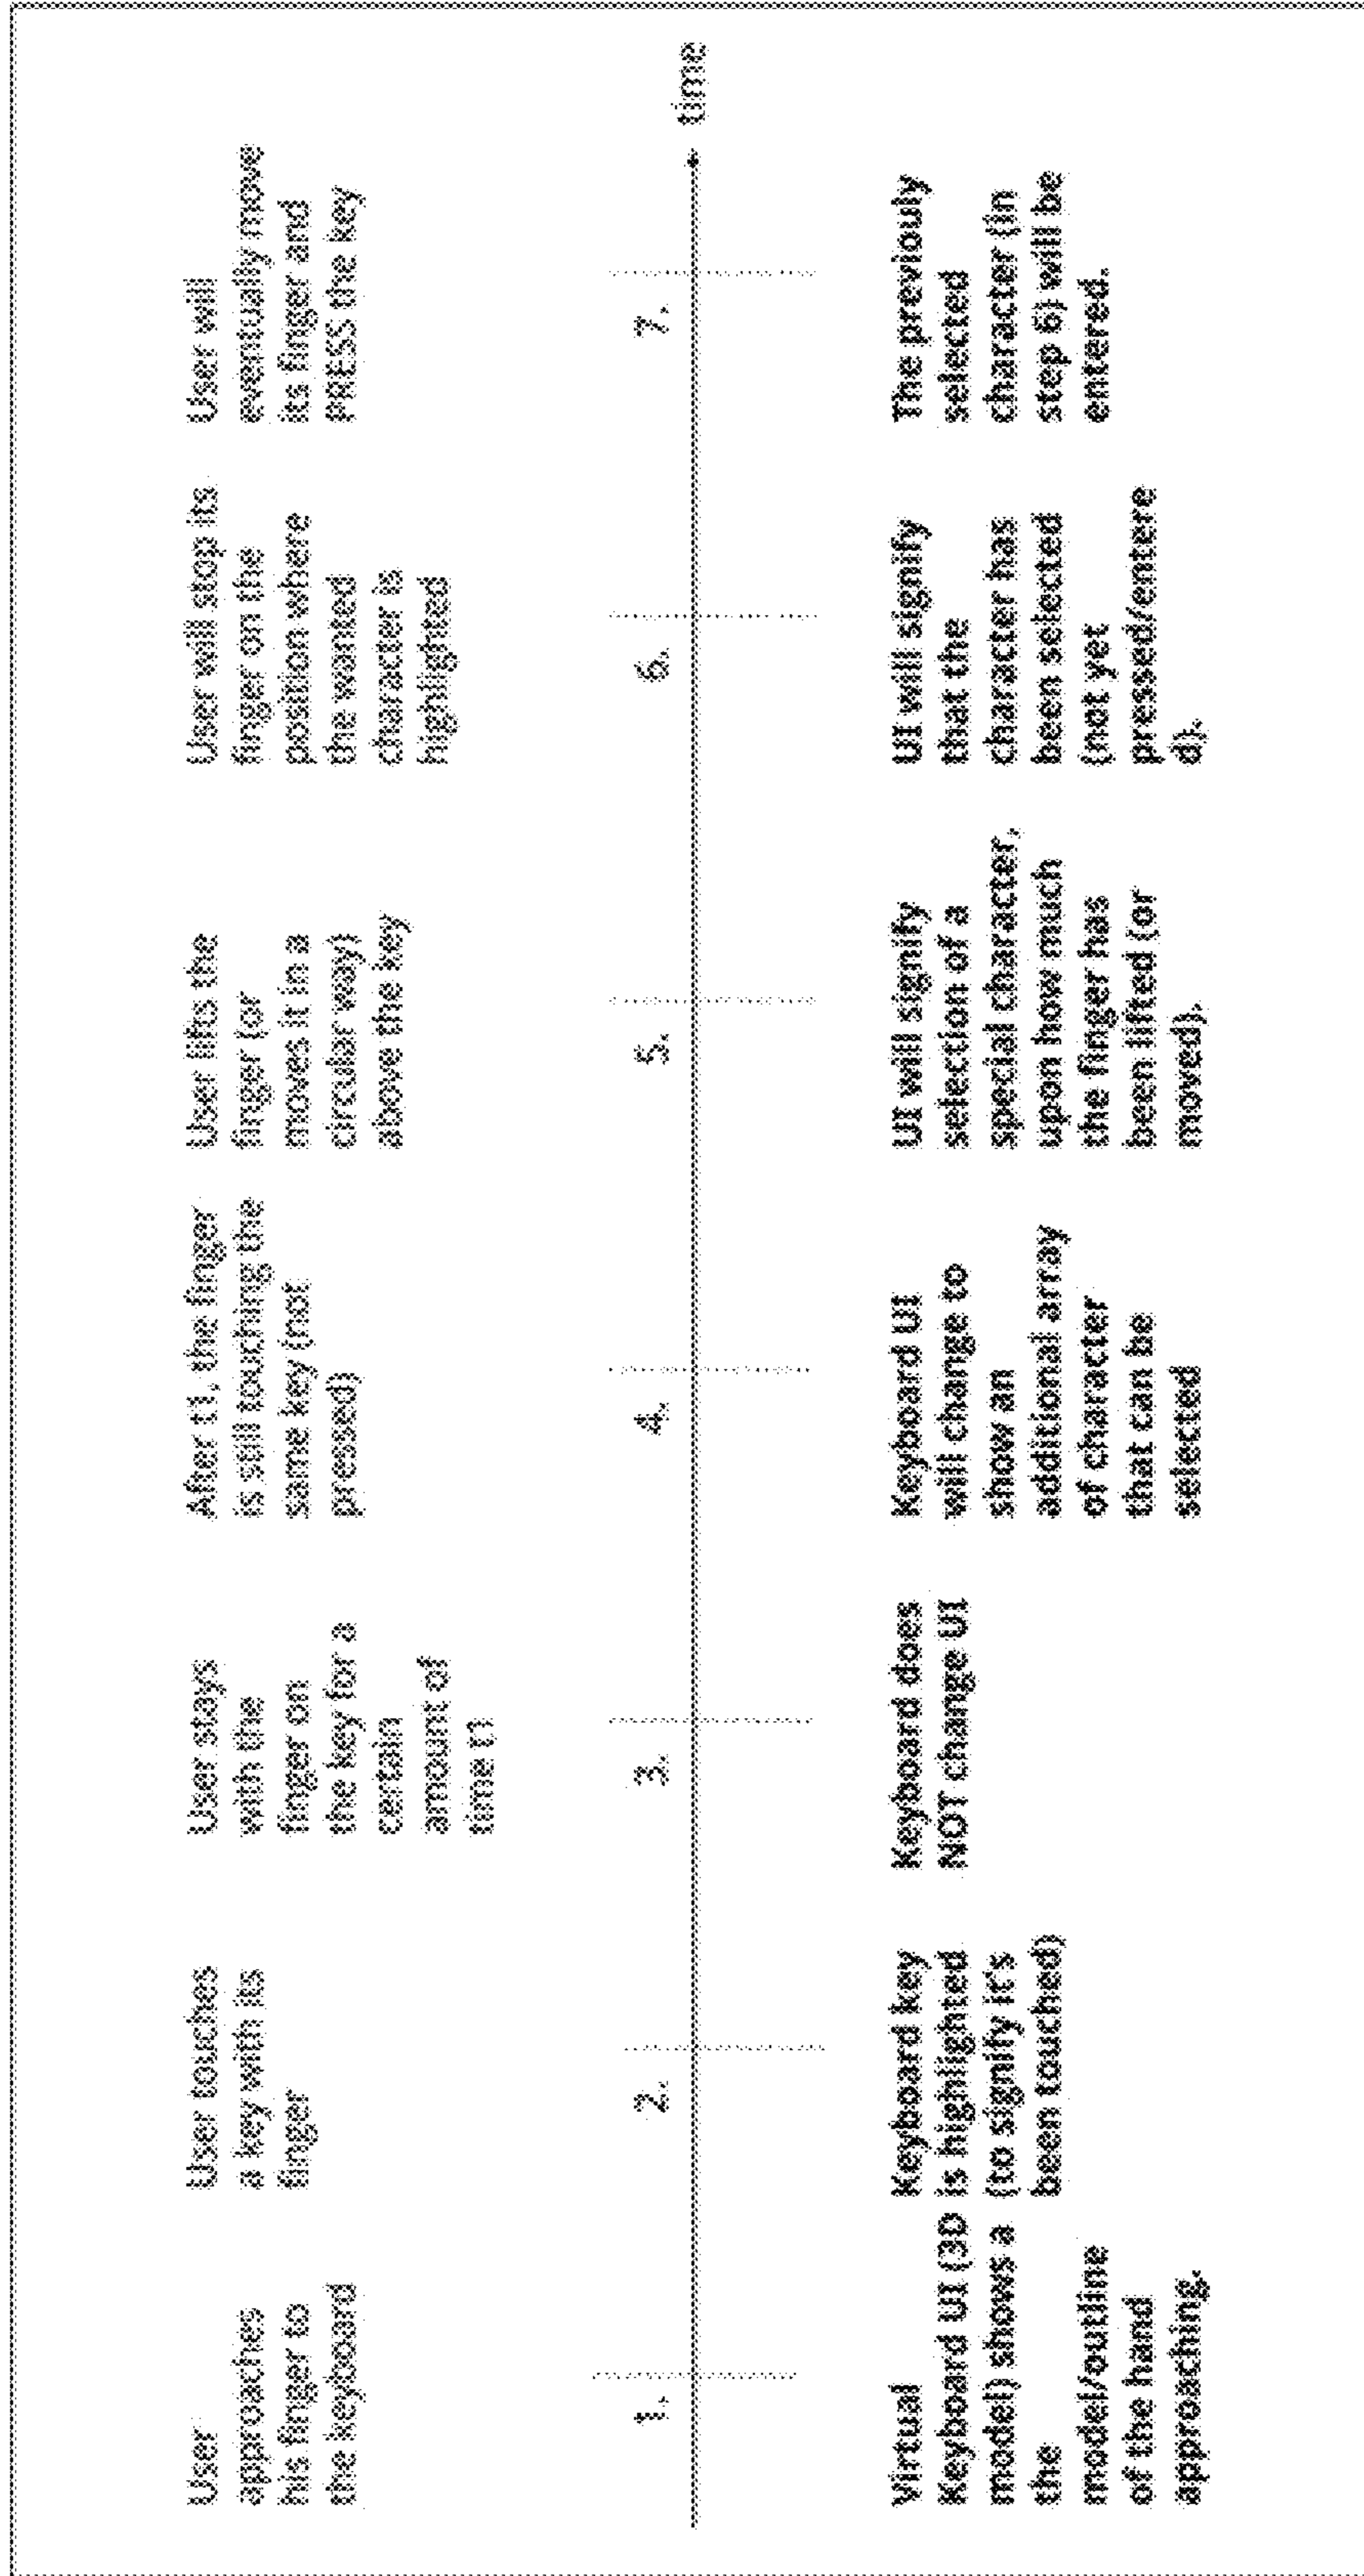 User
approaches
his finger to
the keyboard
User touches
a key with its
finger
User stays
with the
finger on
the key for a
certain
amount of
time t1
After t1, the finger
is still touching the
same key (not
pressed)
User lifts the
finger (or
moves it in a
circular way)
above the key
User will stop its
finger on the
position where
the wanted
character is
highlighted
User will
eventually move
its finger and
PRESS the key
1.
2.
3.
4.
5.
6.
7.
time
Virtual
Keyboard UI (3D
model) shows a
the
model/outline
of the hand
approaching.
Keyboard key
is highlighted
(to signify it's
been touched)
Keyboard does
NOT change UI
Keyboard UI
will change to
show an
additional array
of character
that can be
selected
UI will signify
selection of a
special character,
upon how much
the finger has
been lifted (or
moved).
UI will signify
that the
character has
been selected
(not yet
pressed/entere
d).
The previouly
selected
character (in
step 6) will be
entered.